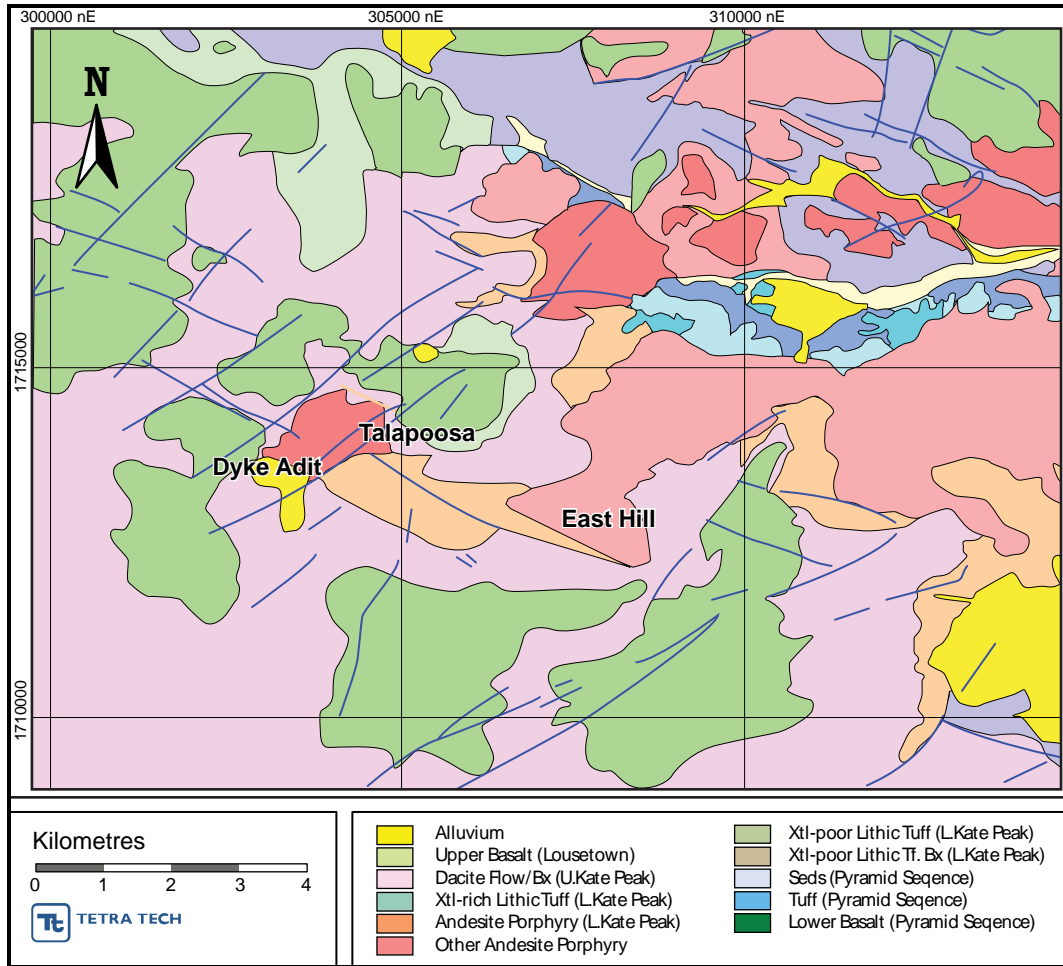 300000 nE
305000 nE
310000 nE
N
1715000
Talapoosa
Dyke Adit
East Hill
1710000
Kilometres
0 1 2 3 4
Tt TETRA TECH
Alluvium
Upper Basalt (Lousetown)
Dacite Flow/Bx (U.Kate Peak)
Xtl-rich Lithic Tuff (L.Kate Peak)
Andesite Porphyry (L.Kate Peak)
Other Andesite Porphyry
Xtl-poor Lithic Tuff (L.Kate Peak)
Xtl-poor Lithic Tf. Bx (L.Kate Peak)
Seds (Pyramid Seqence)
Tuff (Pyramid Seqence)
Lower Basalt (Pyramid Seqence)